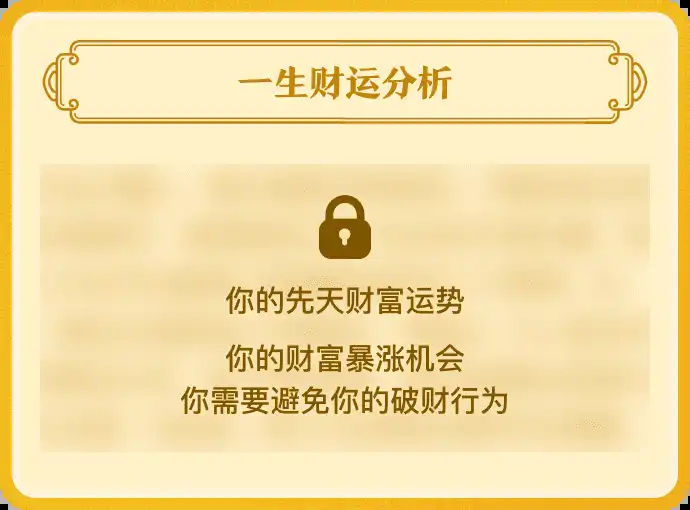 一生财运分析
你的先天财富运势
你的财富暴涨机会
你需要避免你的破财行为